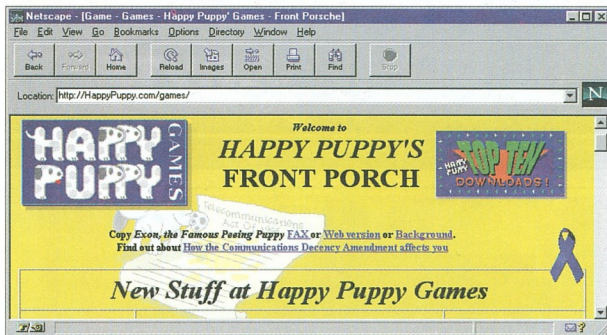 Netscape - [Game - Games - Happy Puppy' Games - Front Porsche]
File Edit View Go Bookmarks Options Directory Window Help
Back Forward Home Reload Images Open Print Find Stop
Location: http://HappyPuppy.com/games/
N
HAPPY PUPPY GAMES
Welcome to
HAPPY PUPPY'S
FRONT PORCH
HAPPY PUPPY TOP TEN
DOWNLOADS!
Telecommunications
Act
Copy Exon, the Famous Peeing Puppy FAX or Web version or Background.
Find out about How the Communications Decency Amendment affects you
New Stuff at Happy Puppy Games